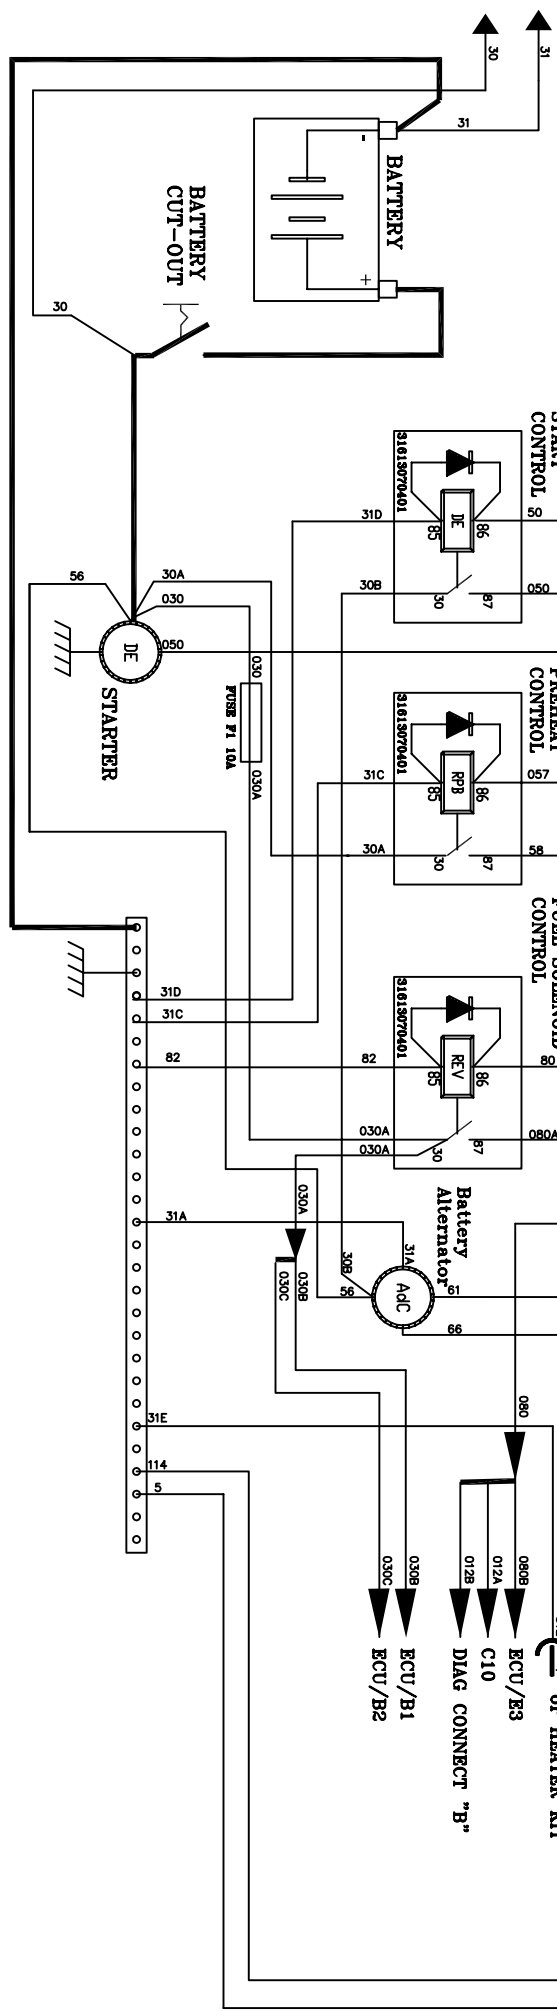 30
31
31
-
BATTERY
+
BATTERY
CUT-OUT
30
CONTROL
31613070401
DE
85
86
30
87
50
050
31D
30B
56
30A
030
050
DE
STARTER
030
FUSE F1 10A
030A
CONTROL
31613070401
RPB
85
86
30
87
057
58
31C
30A
CONTROL
31613070401
REV
85
86
30
87
80
080A
82
030A
030A
31D
31C
82
31A
030A
030B
030C
Battery
Alternator
31A
AdC
30B
56
61
66
31E
114
5
080
080B
012A
012B
030B
030C
ECU/E3
C10
DIAG CONNECT "B"
ECU/B1
ECU/B2